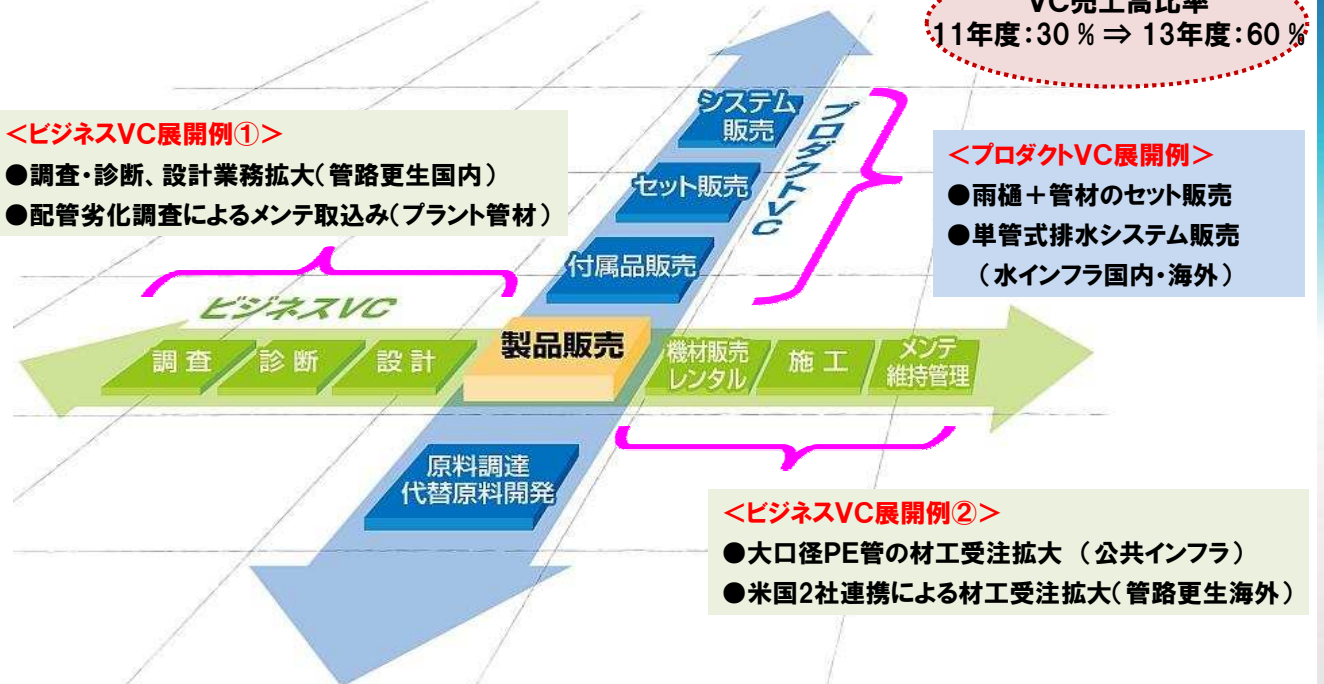 VC売上高比率
11年度:30%⇒13年度:60%
<ビジネスVC展開例①>
●調査・診断、設計業務拡大(管路更生国内)
●配管劣化調査によるメンテ取込み(プラント管材)
システム
販売
セット販売
付属品販売
プロダクトVC
<プロダクトVC展開例>
●雨樋+管材のセット販売
●単管式排水システム販売
(水インフラ国内・海外)
ビジネスVC
調査
診断
設計
製品販売
機材販売
レンタル
施工
メンテ
維持管理
原料調達
代替原料開発
<ビジネスVC展開例②>
●大口径PE管の材工受注拡大 (公共インフラ)
●米国2社連携による材工受注拡大(管路更生海外)